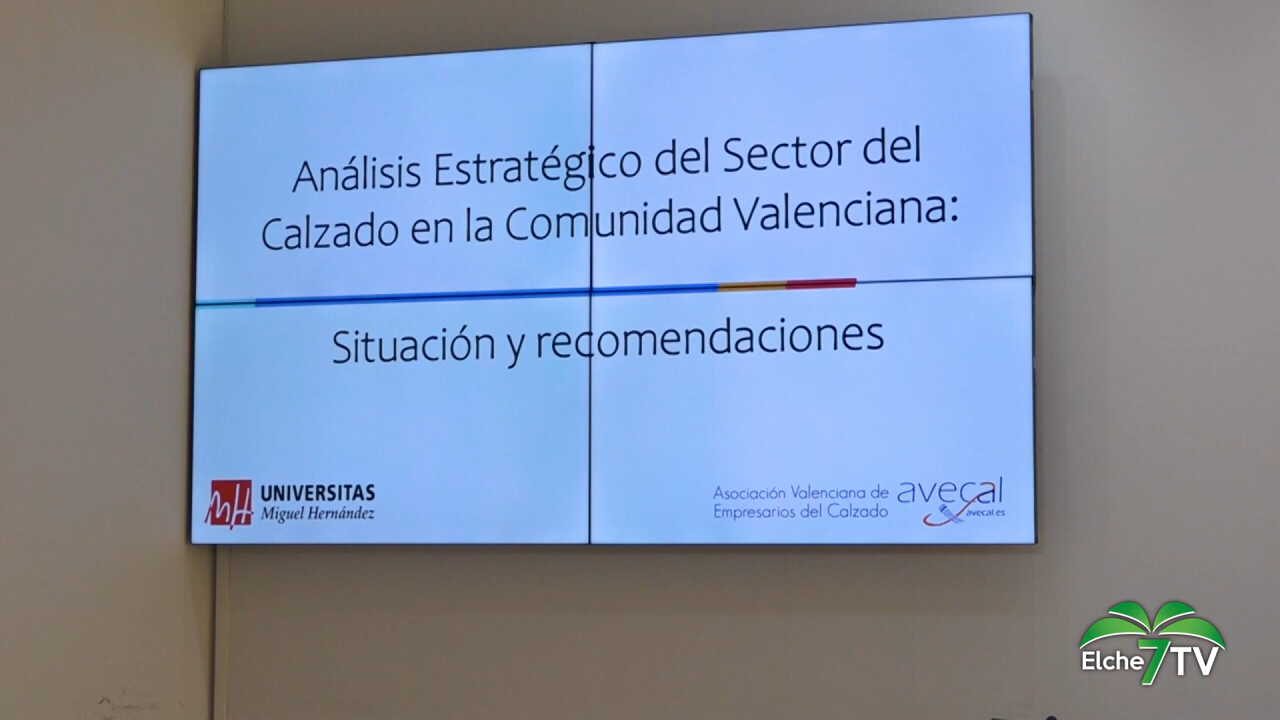 Análisis Estratégico del Sector del
Calzado en la Comunidad Valenciana:
Situación y recomendaciones
UNIVERSITAS
Miguel Hernández
Asociación Valenciana de
Empresarios del Calzado
avecal
avecal.es
Elche 7 TV